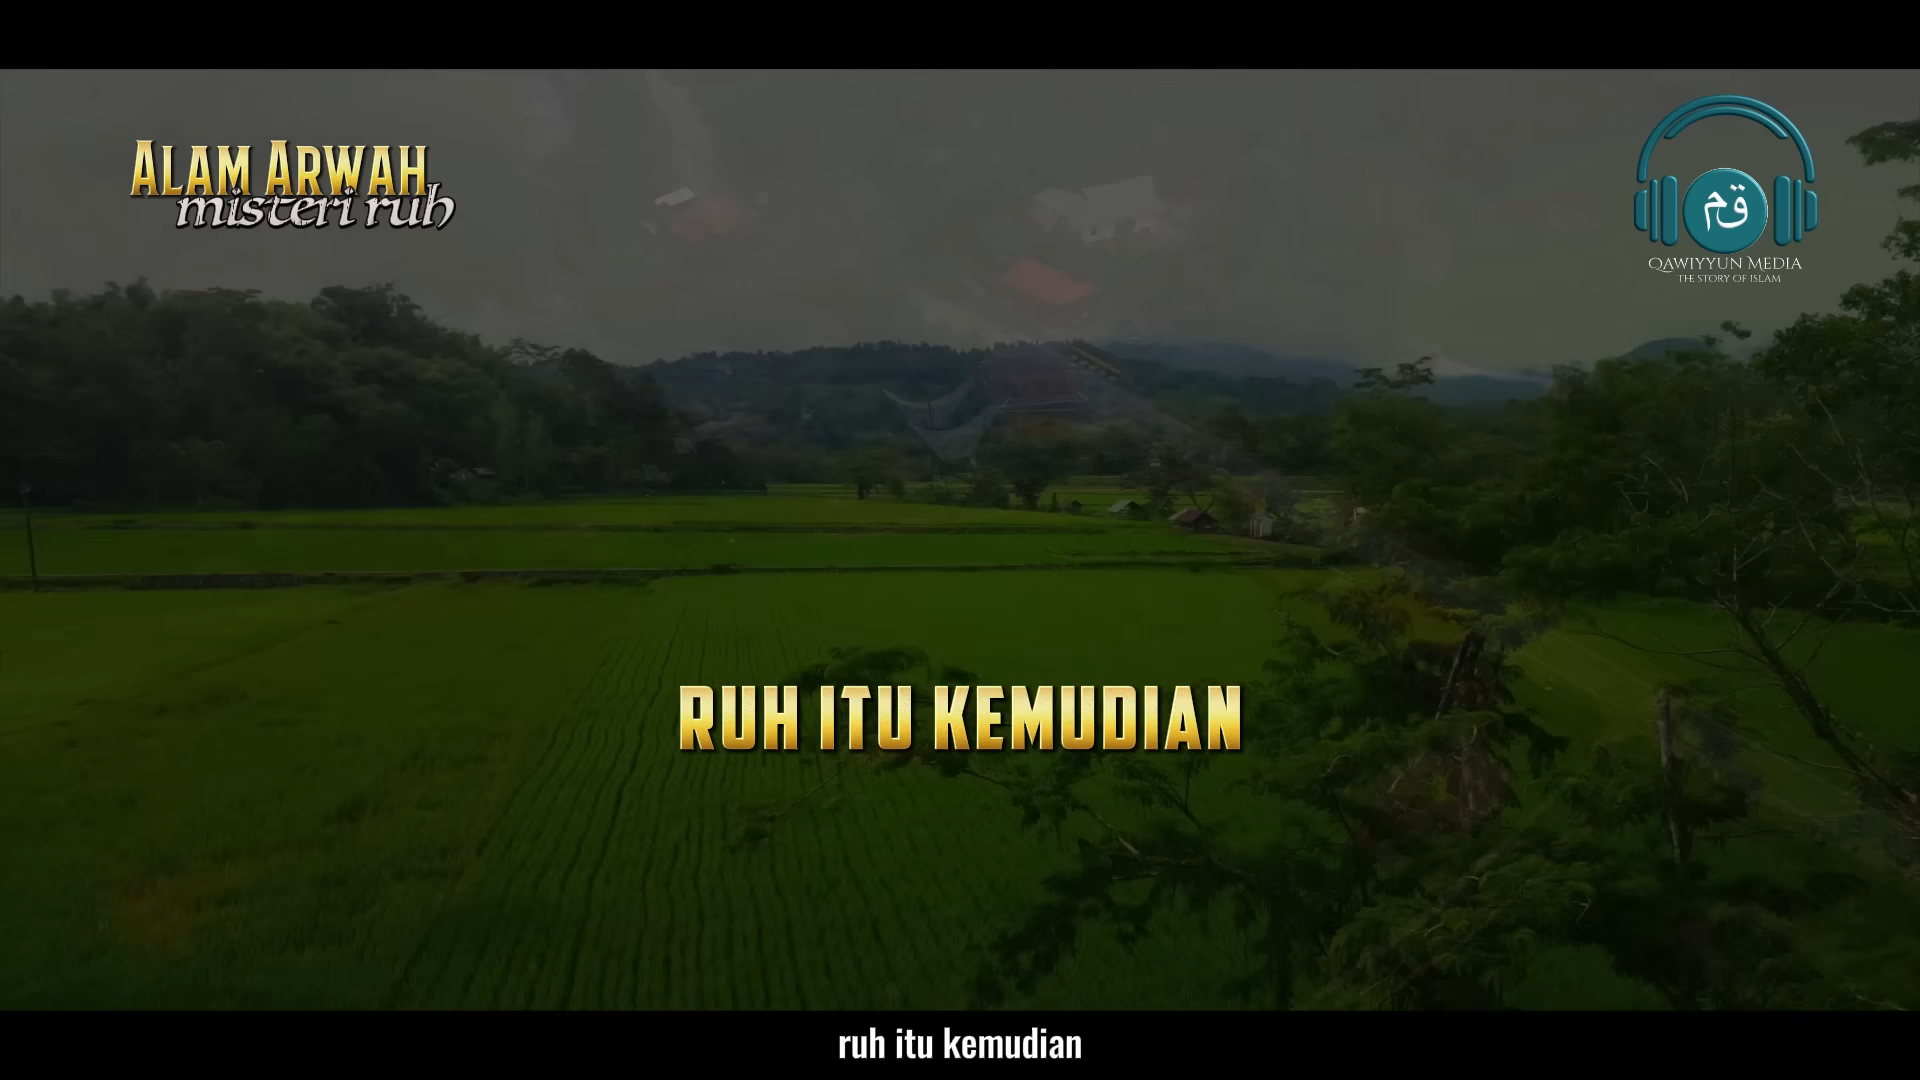 ALAM ARWAH
misteri ruh
قم
QAWIYYUN MEDIA
THE STORY OF ISLAM
RUH ITU KEMUDIAN
ruh itu kemudian